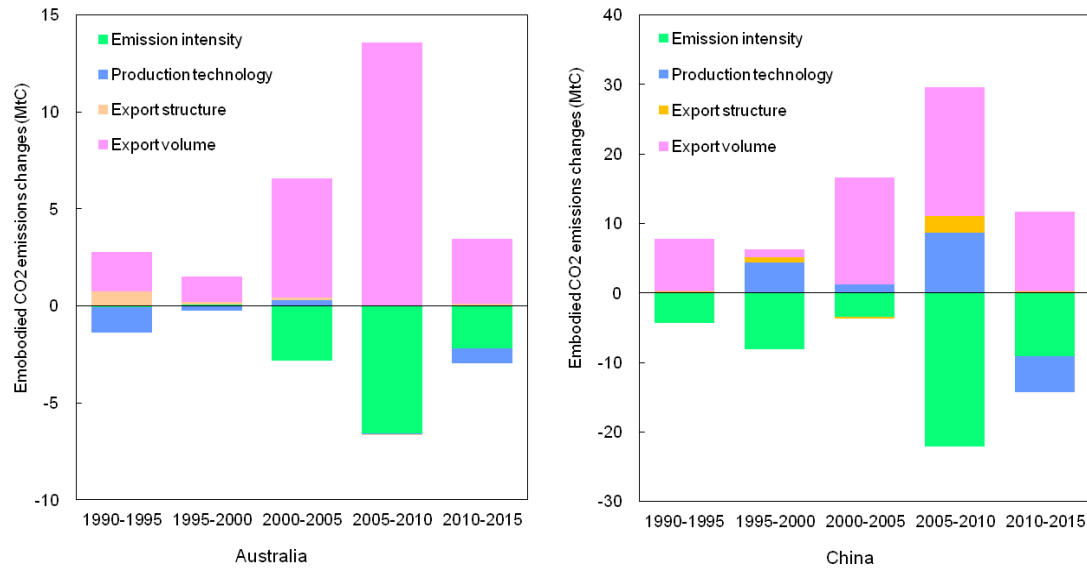 Emobodied CO2 emissions changes (MtC)
15
10
5
0
-5
-10
Emission intensity
Production technology
Export structure
Export volume
1990-1995 1995-2000 2000-2005 2005-2010 2010-2015
Australia
Embodied CO2 emissions changes (MtC)
40
30
20
10
0
-10
-20
-30
Emission intensity
Production technology
Export structure
Export volume
1990-1995 1995-2000 2000-2005 2005-2010 2010-2015
China